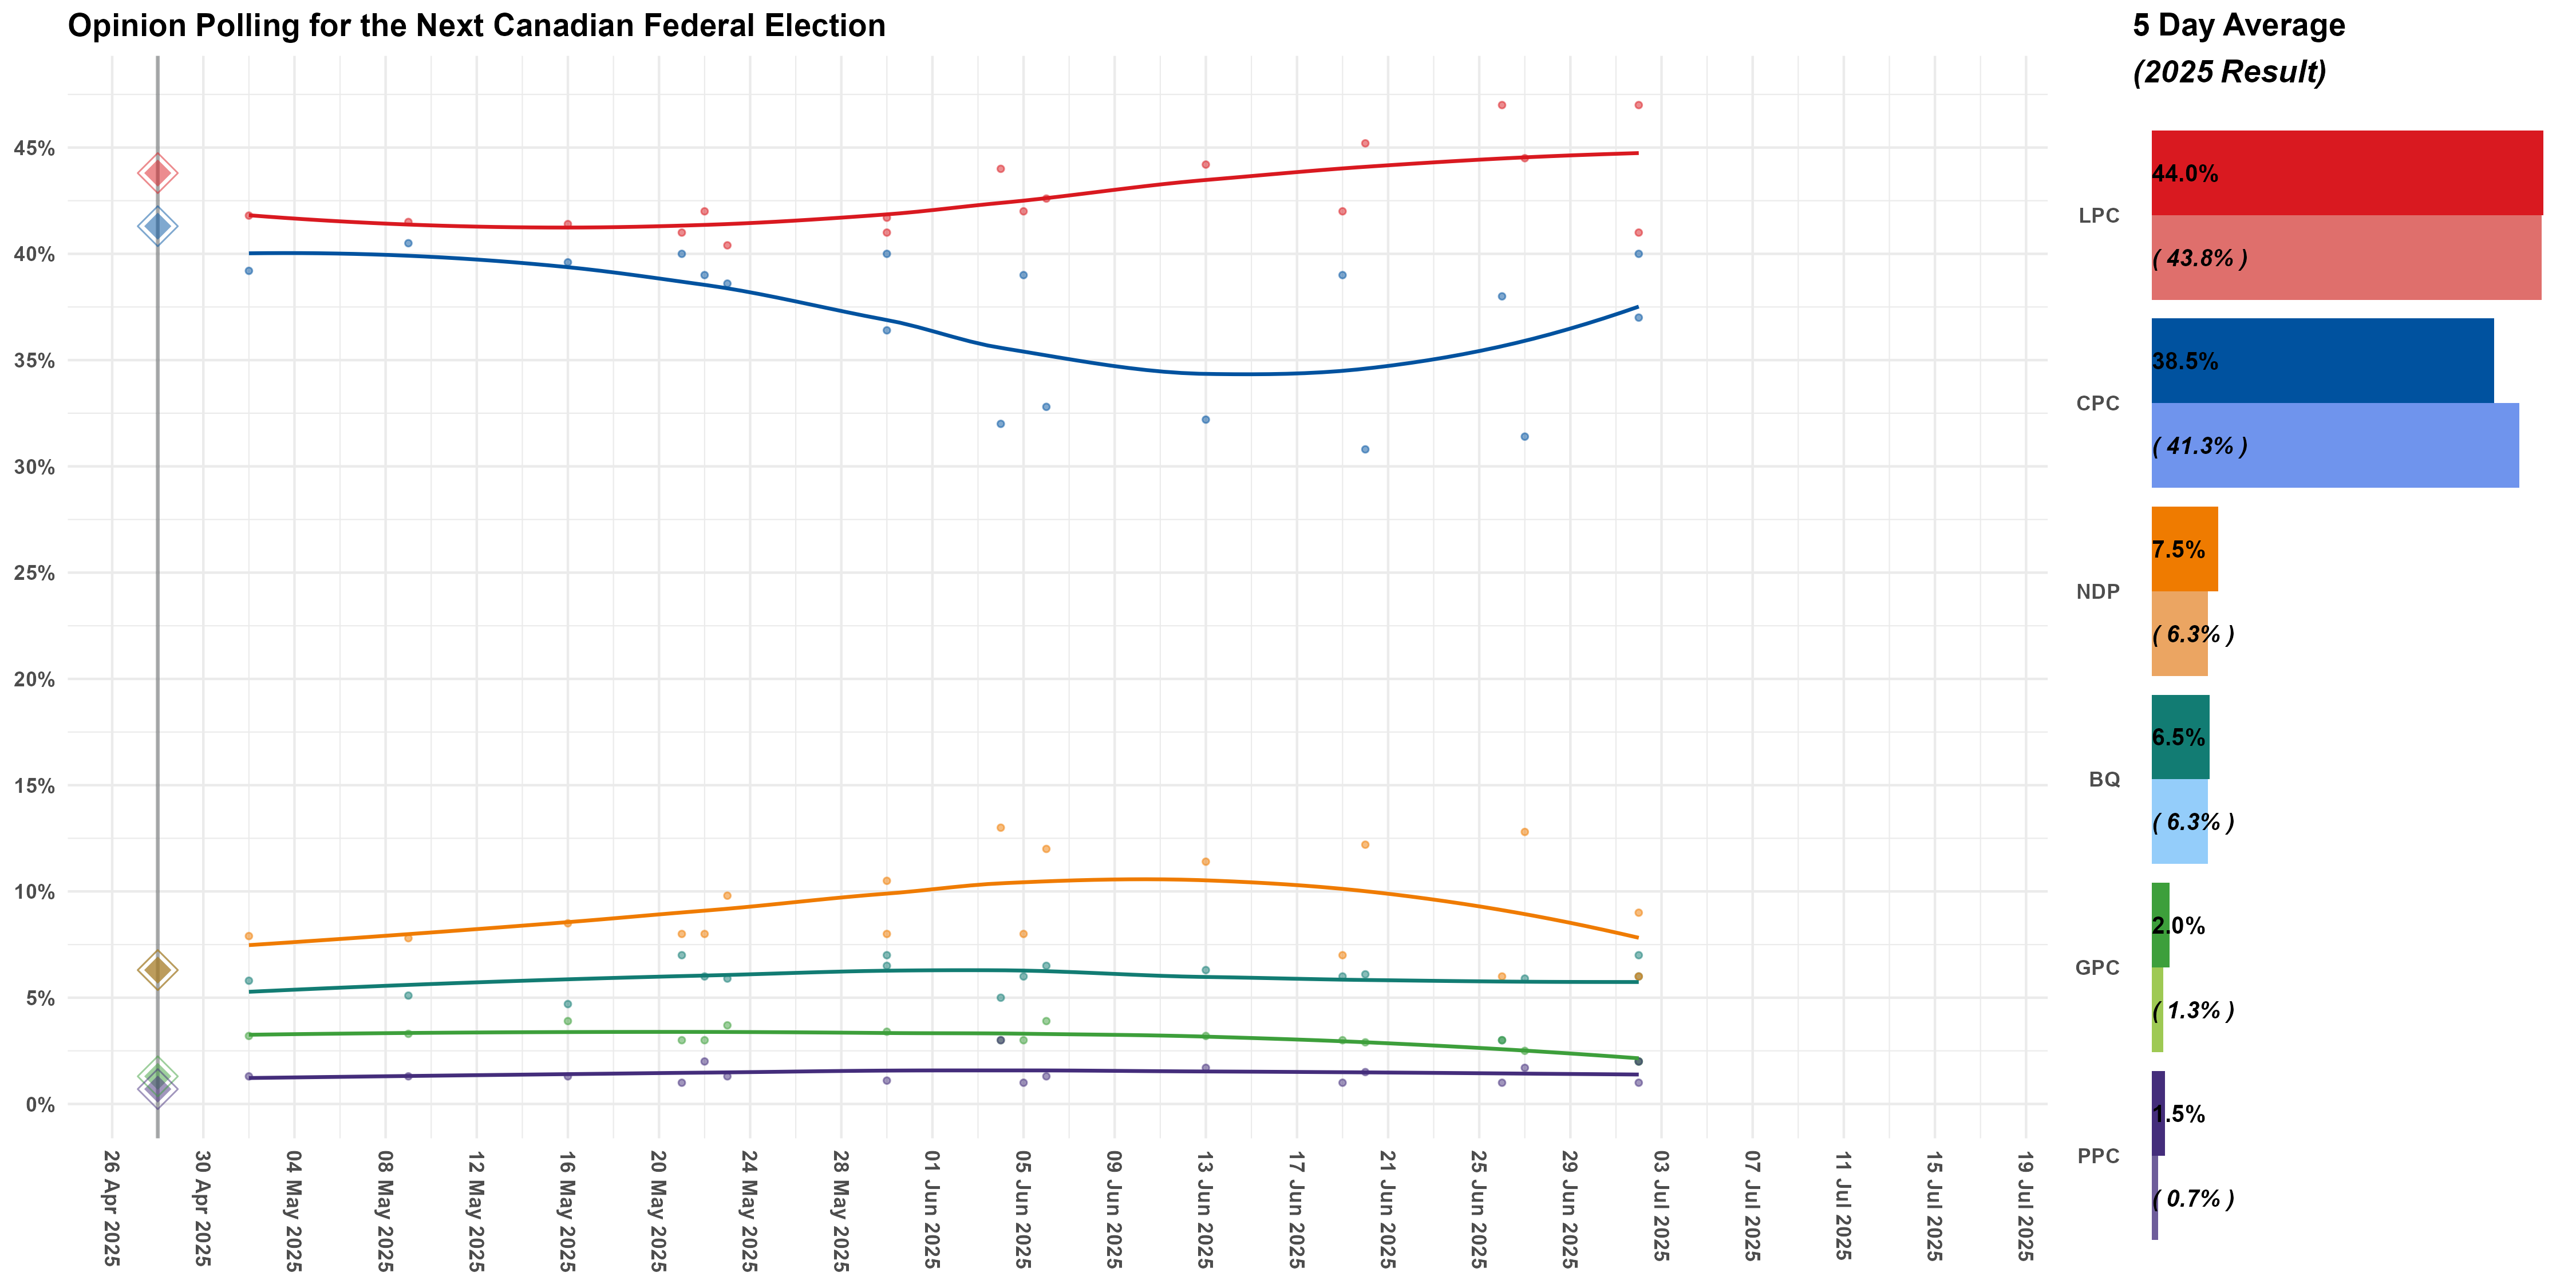 Opinion Polling for the Next Canadian Federal Election
45%
40%
35%
30%
25%
20%
15%
10%
5%
0%
26 Apr 2025
30 Apr 2025
04 May 2025
08 May 2025
12 May 2025
16 May 2025
20 May 2025
24 May 2025
28 May 2025
01 Jun 2025
05 Jun 2025
09 Jun 2025
13 Jun 2025
17 Jun 2025
21 Jun 2025
25 Jun 2025
29 Jun 2025
03 Jul 2025
07 Jul 2025
11 Jul 2025
15 Jul 2025
19 Jul 2025
5 Day Average
(2025 Result)
LPC
44.0%
( 43.8% )
CPC
38.5%
( 41.3% )
NDP
7.5%
( 6.3% )
BQ
6.5%
( 6.3% )
GPC
2.0%
( 1.3% )
PPC
1.5%
( 0.7% )